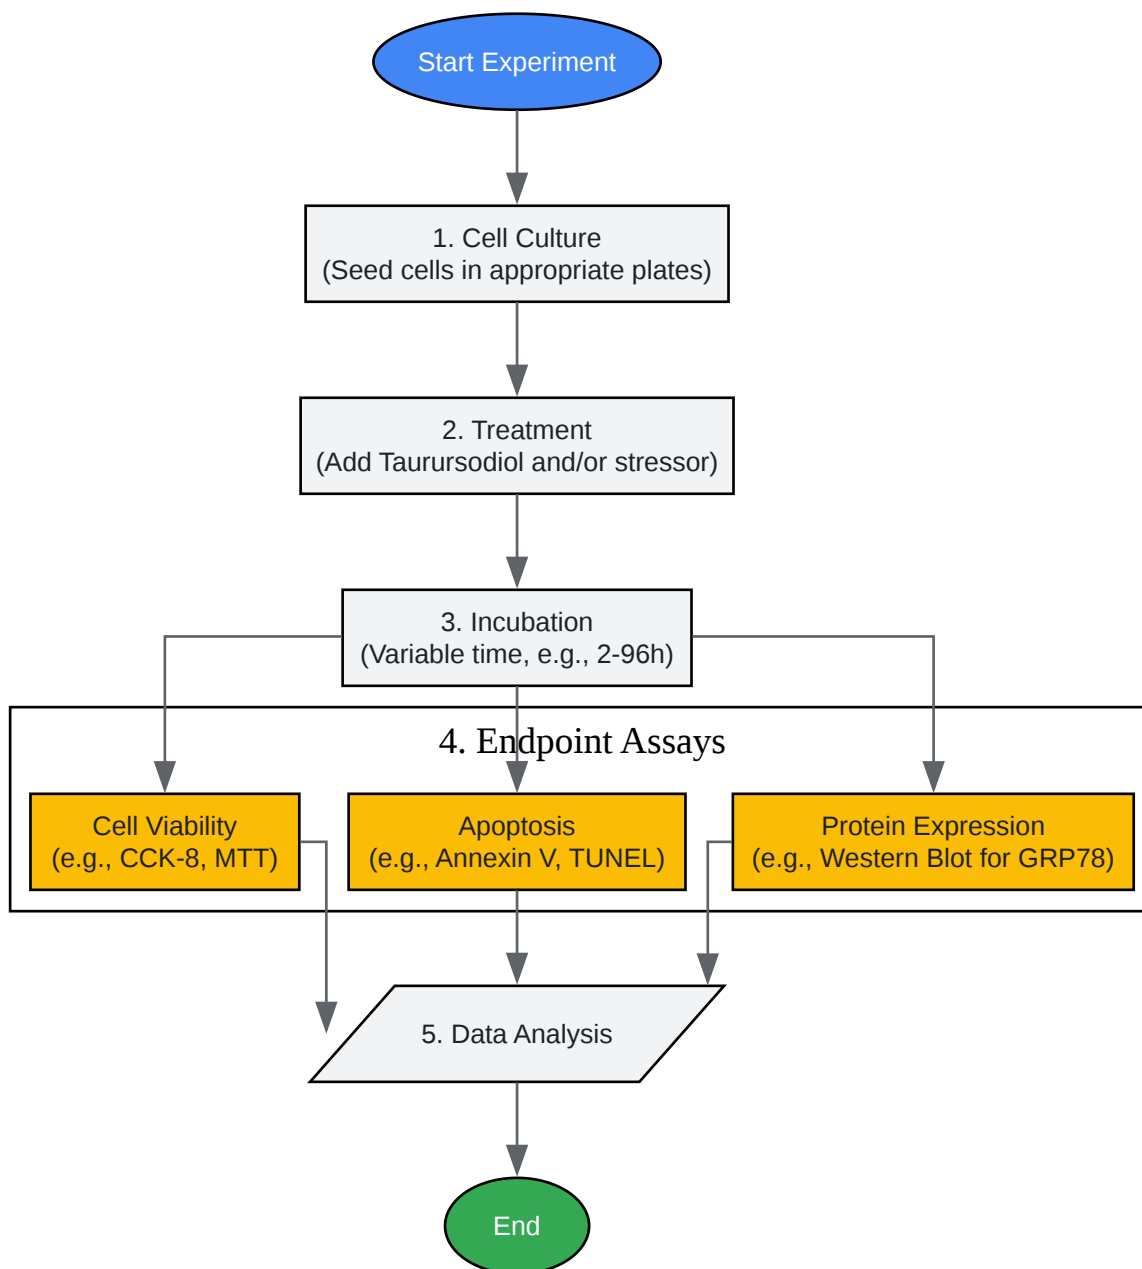 Start Experiment
1. Cell Culture
(Seed cells in appropriate plates)
2. Treatment
(Add Taurursodiol and/or stressor)
3. Incubation
(Variable time, e.g., 2-96h)
4. Endpoint Assays
Cell Viability
(e.g., CCK-8, MTT)
Apoptosis
(e.g., Annexin V, TUNEL)
Protein Expression
(e.g., Western Blot for GRP78)
5. Data Analysis
End